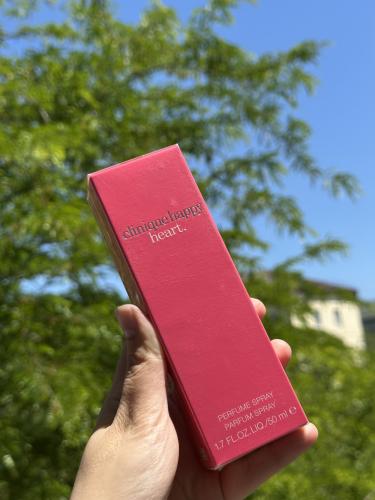 clinique happy
heart.
PERFUME SPRAY
PARFUM SPRAY
1.7 FL.OZ.LIQ/50 ml ℮